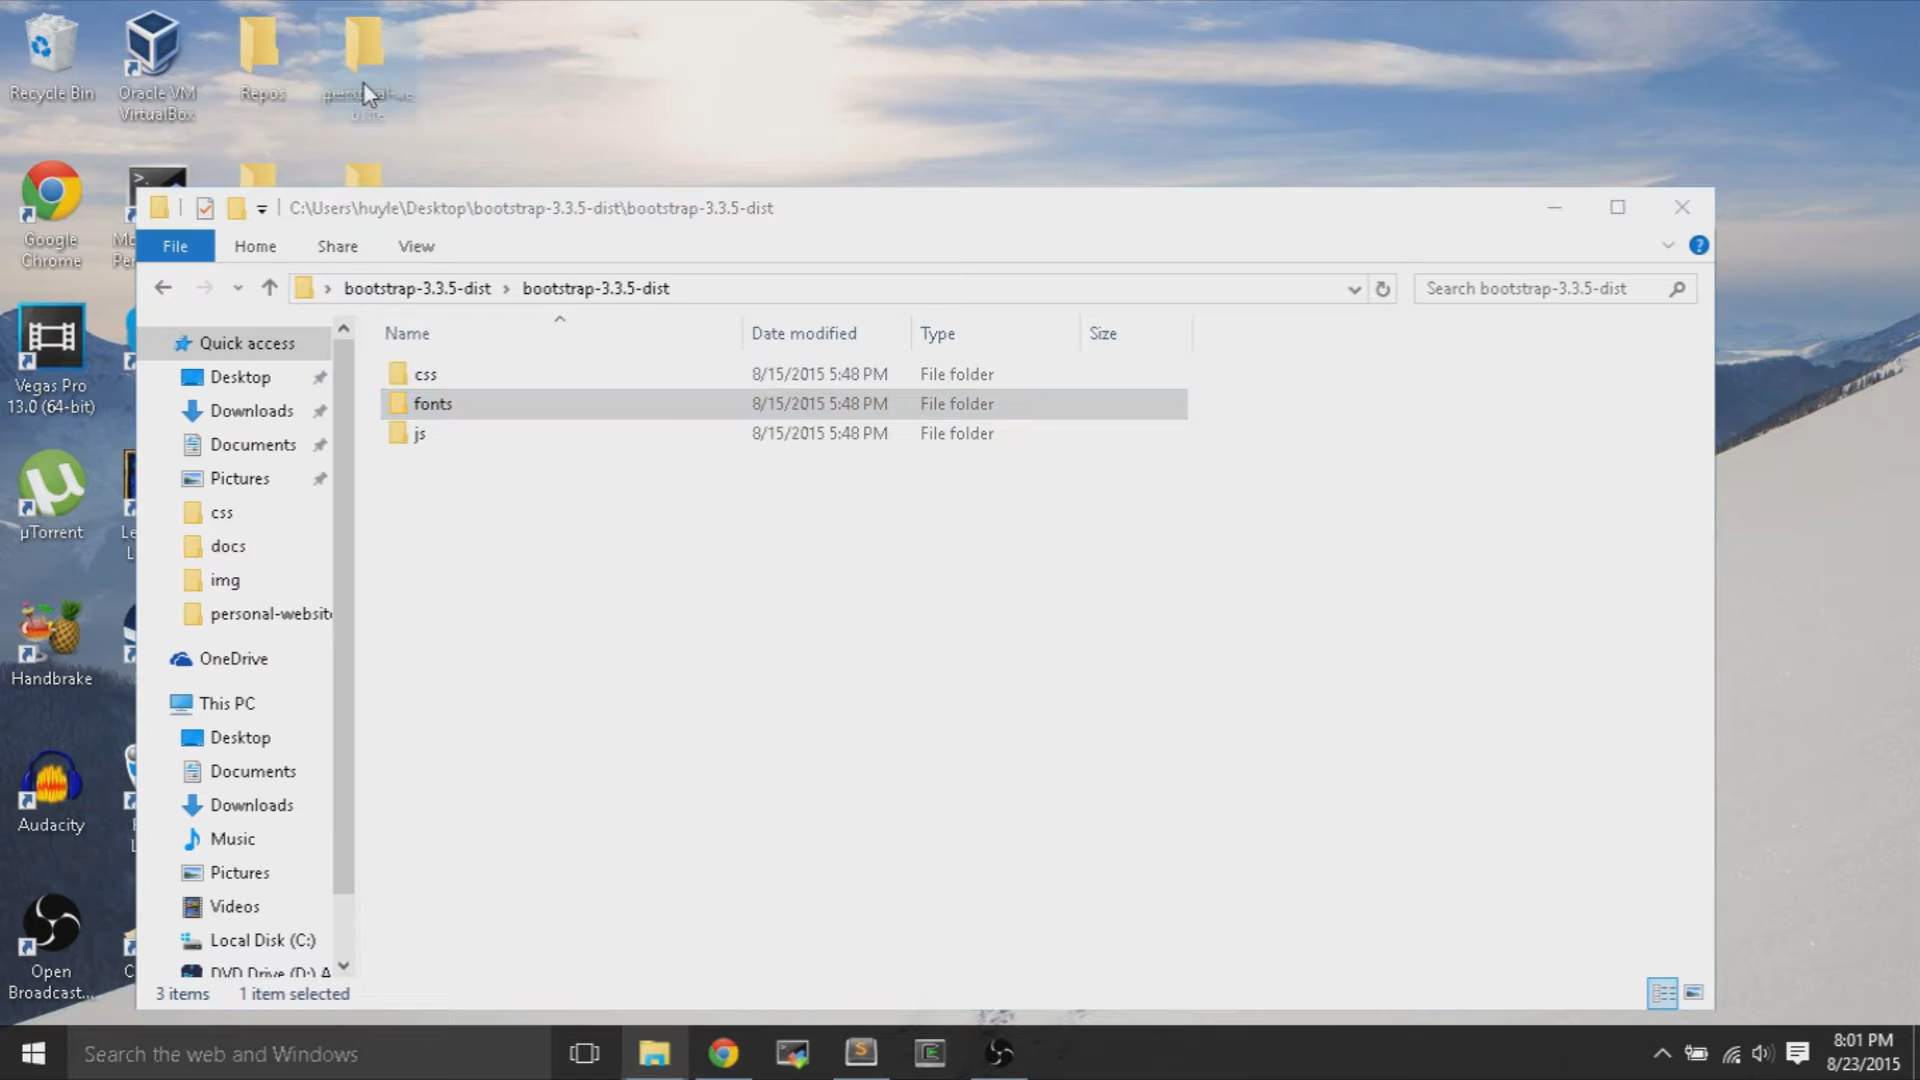 Recycle Bin
Oracle VM
VirtualBox
Repos
Google
Chrome
Vegas Pro
13.0 (64-bit)
µTorrent
Handbrake
Audacity
Open
Broadcast...
C:\Users\huyle\Desktop\bootstrap-3.3.5-dist\bootstrap-3.3.5-dist
File
Home
Share
View
bootstrap-3.3.5-dist
bootstrap-3.3.5-dist
Search bootstrap-3.3.5-dist
Name
Date modified
Type
Size
css 8/15/2015 5:48 PM File folder
fonts 8/15/2015 5:48 PM File folder
js 8/15/2015 5:48 PM File folder
Quick access
Desktop
Downloads
Documents
Pictures
css
docs
img
personal-website
OneDrive
This PC
Desktop
Documents
Downloads
Music
Pictures
Videos
Local Disk (C:)
DVD Drive (D:) A
3 items
1 item selected
Search the web and Windows
8:01 PM
8/23/2015